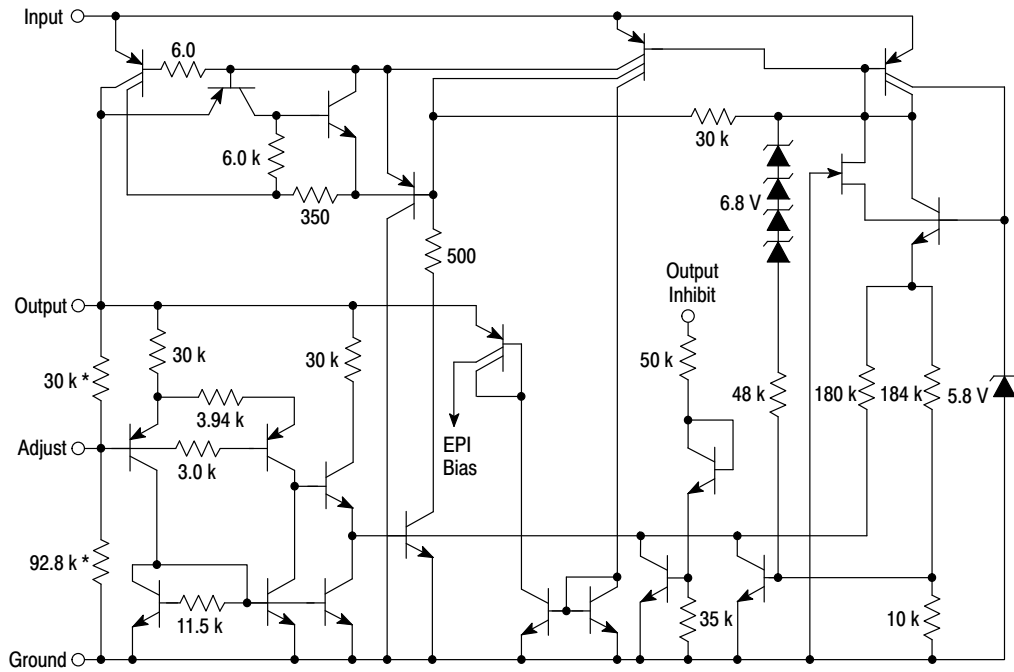 Input
6.0
30 k
6.0 k
350
6.8 V
500
Output
Inhibit
Output
30 k
30 k
50 k
30 k *
48 k
180 k
184 k
5.8 V
3.94 k
Adjust
EPI
Bias
3.0 k
92.8 k *
11.5 k
35 k
10 k
Ground